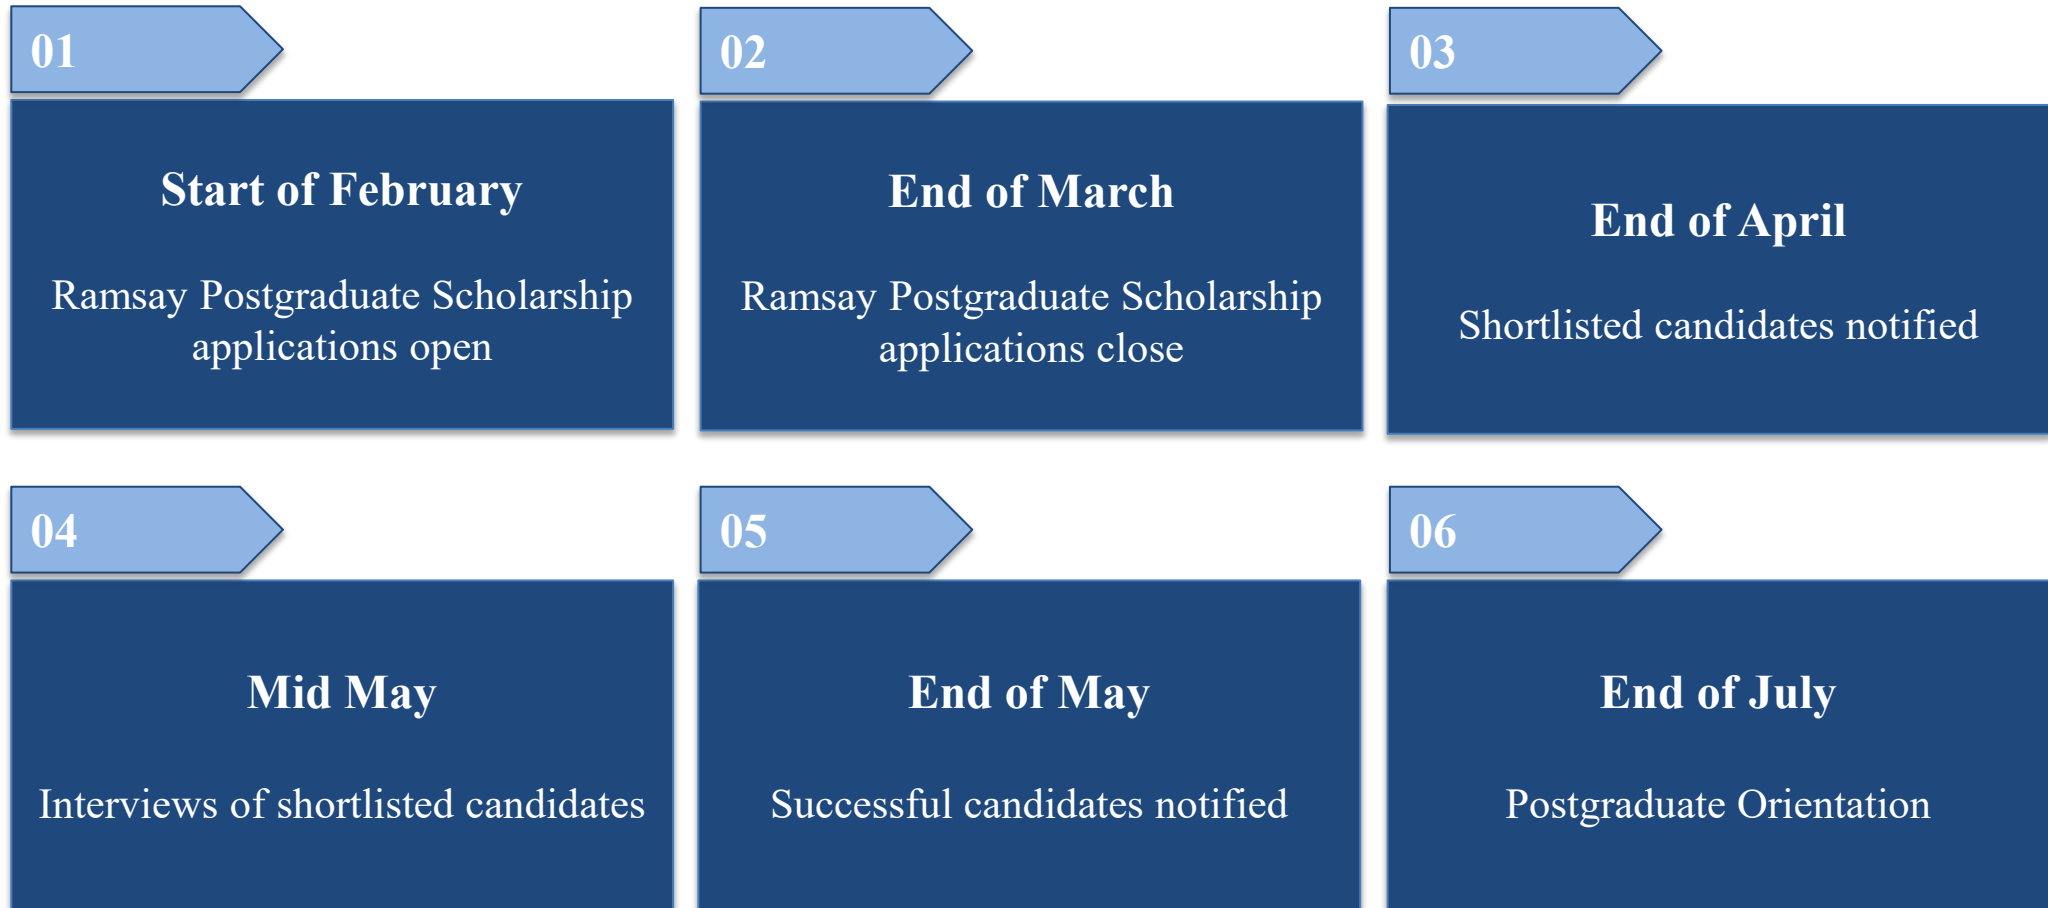 01
Start of February
Ramsay Postgraduate Scholarship
applications open
02
End of March
Ramsay Postgraduate Scholarship
applications close
03
End of April
Shortlisted candidates notified
04
Mid May
Interviews of shortlisted candidates
05
End of May
Successful candidates notified
06
End of July
Postgraduate Orientation